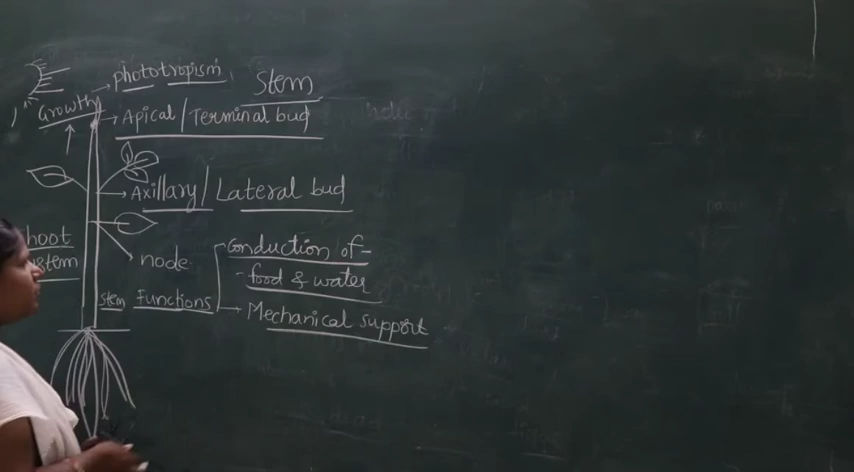 phototropism
Stem
Growth
Apical / Terminal bud
Axillary / Lateral bud
hoot
stem
node
Conduction of-
- food & water
Stem Functions
Mechanical support